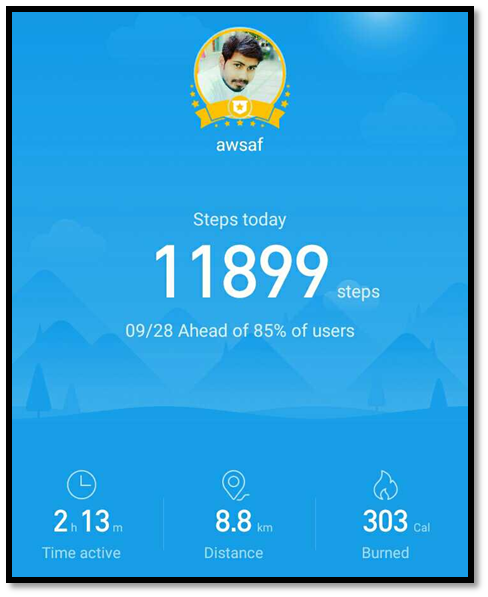 awsaf
Steps today
11899 steps
09/28 Ahead of 85% of users
2 h 13 m 8.8 km 303 Cal
Time active Distance Burned